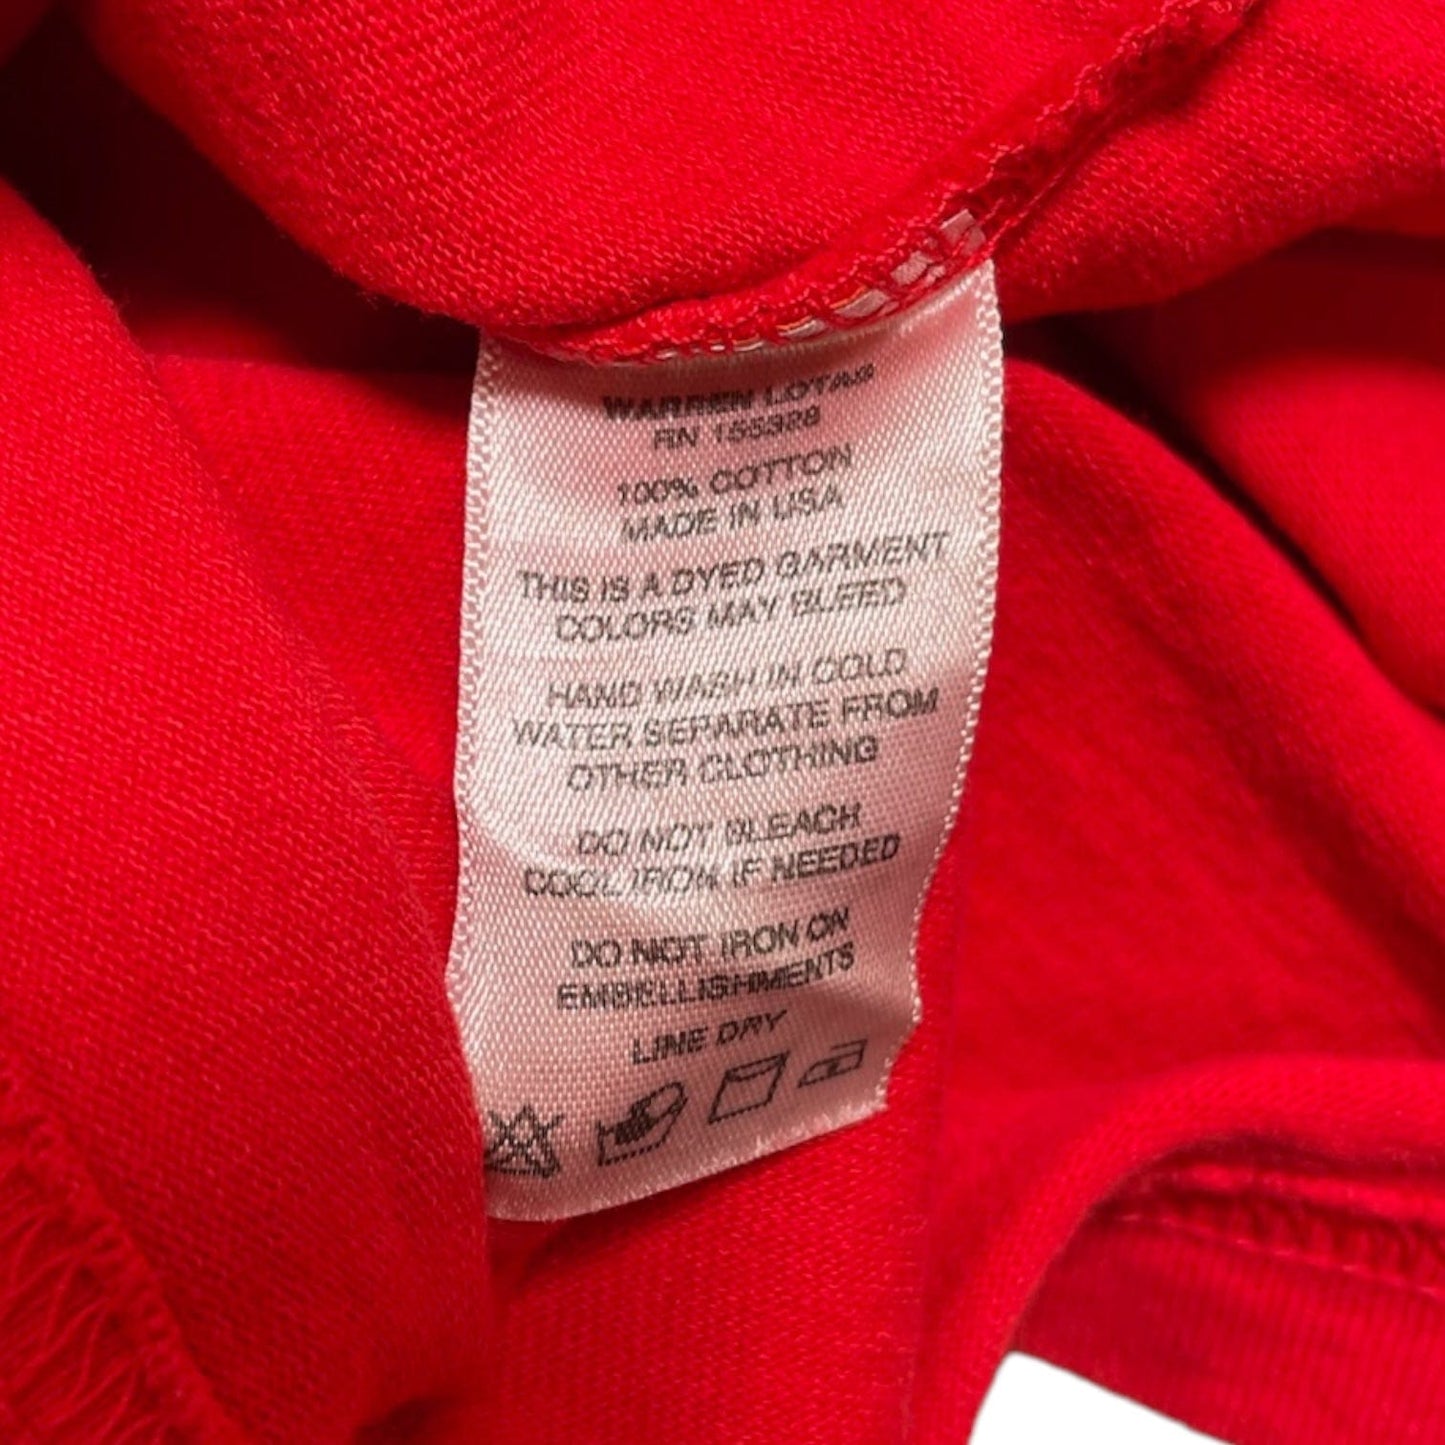 WARREN LOTAS
RN 155328
100% COTTON
MADE IN USA
THIS IS A DYED GARMENT
COLORS MAY BLEED
HAND WASH IN COLD
WATER SEPARATE FROM
OTHER CLOTHING
DO NOT BLEACH
COOL IRON IF NEEDED
DO NOT IRON ON
EMBELLISHMENTS
LINE DRY